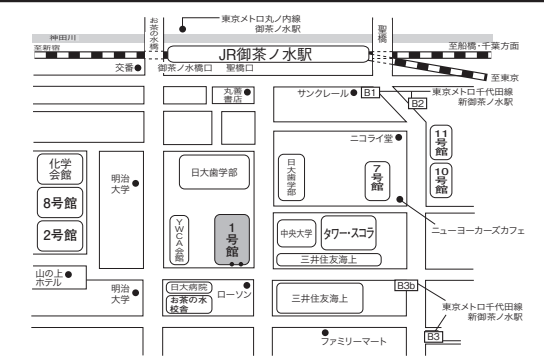 お茶の水橋
東京メトロ丸ノ内線
御茶ノ水駅
聖橋
神田川
至新宿
JR御茶ノ水駅
至船橋・千葉方面
交番
御茶ノ水橋口
聖橋口
至東京
丸善
書店
サンクレール
B1
東京メトロ千代田線
新御茶ノ水駅
B2
ニコライ堂
11号館
10号館
化学
会館
8号館
2号館
明治
大学
日大歯学部
日大歯学部
7号館
YWCA会館
1号館
中央大学
タワー・スコラ
三井住友海上
ニューヨーカーズカフェ
山の上
ホテル
明治
大学
日大病院
お茶の水
校舎
ローソン
三井住友海上
B3b
東京メトロ千代田線
新御茶ノ水駅
B3
ファミリーマート